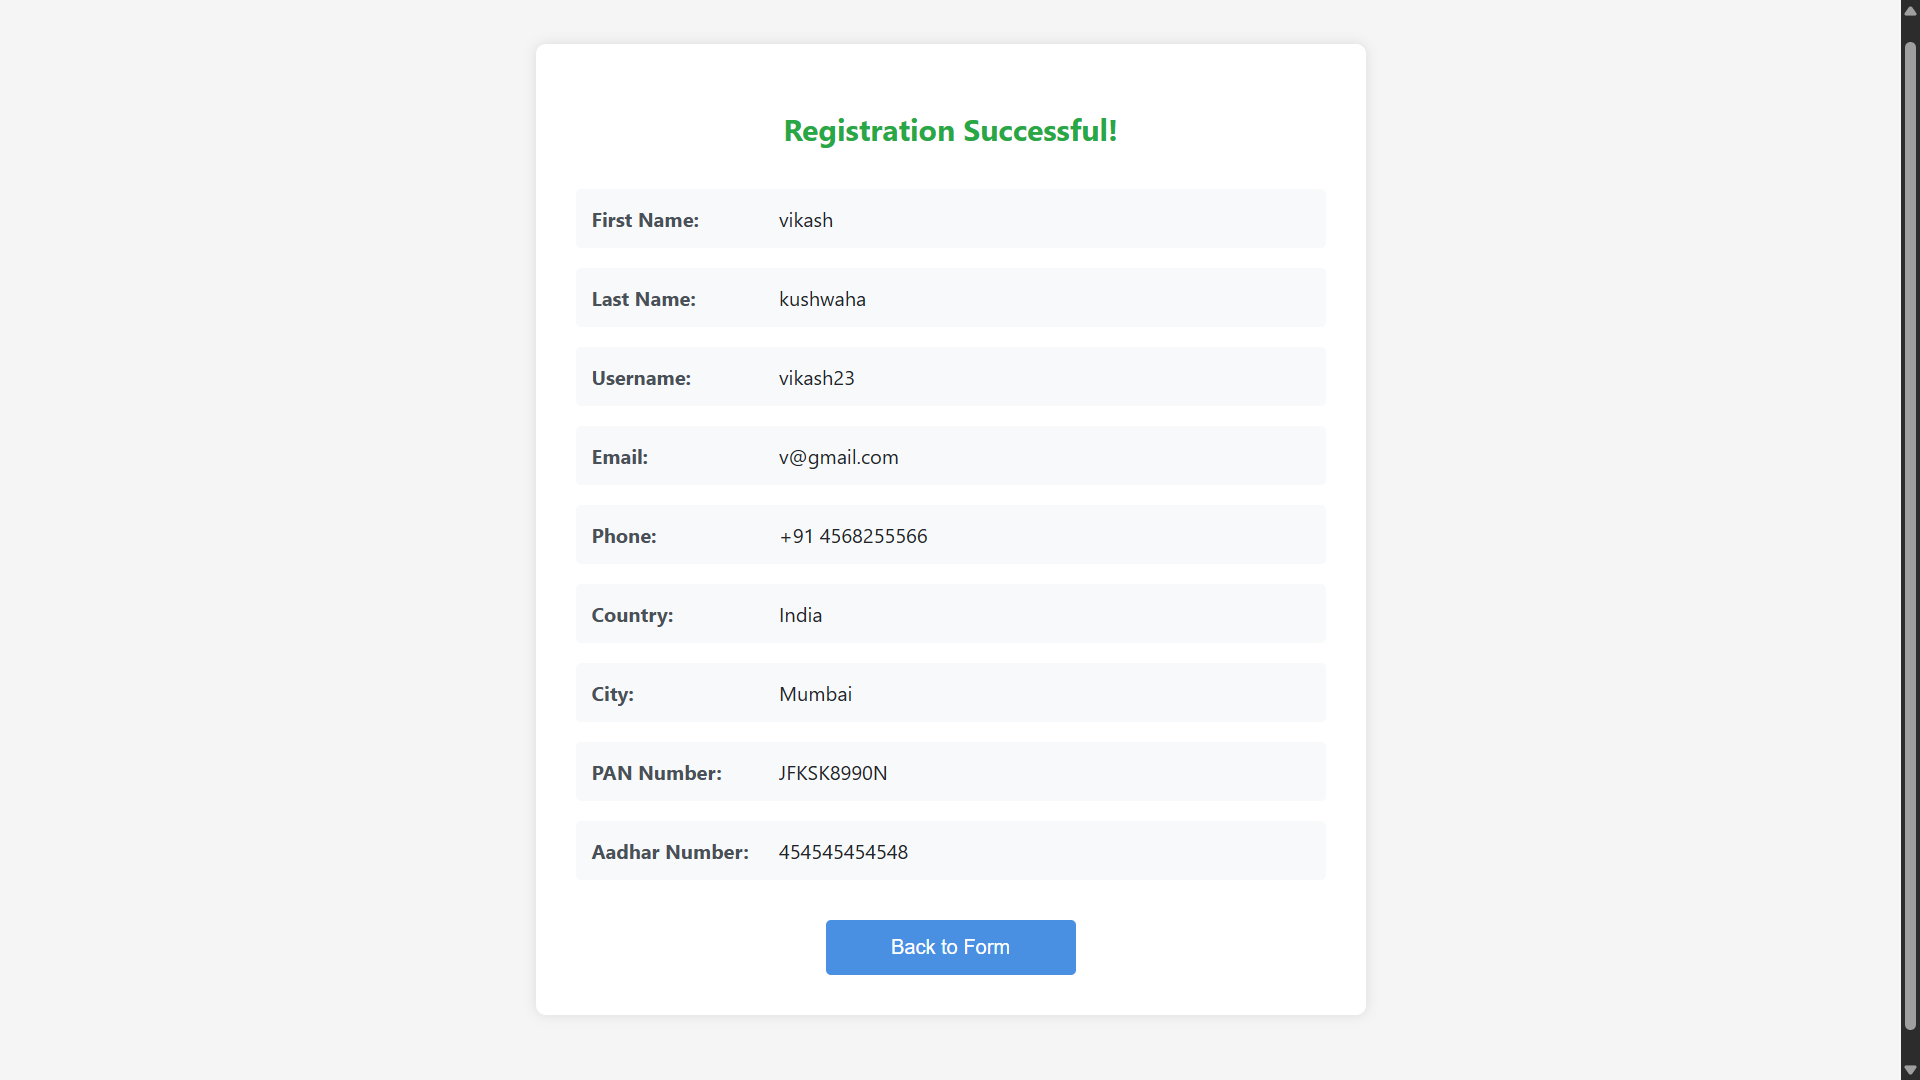 Registration Successful!
First Name: vikash
Last Name: kushwaha
Username: vikash23
Email: v@gmail.com
Phone: +91 4568255566
Country: India
City: Mumbai
PAN Number: JFKSK8990N
Aadhar Number: 454545454548
Back to Form